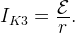 I_{K3} = \frac{\mathcal{E}}{r}.